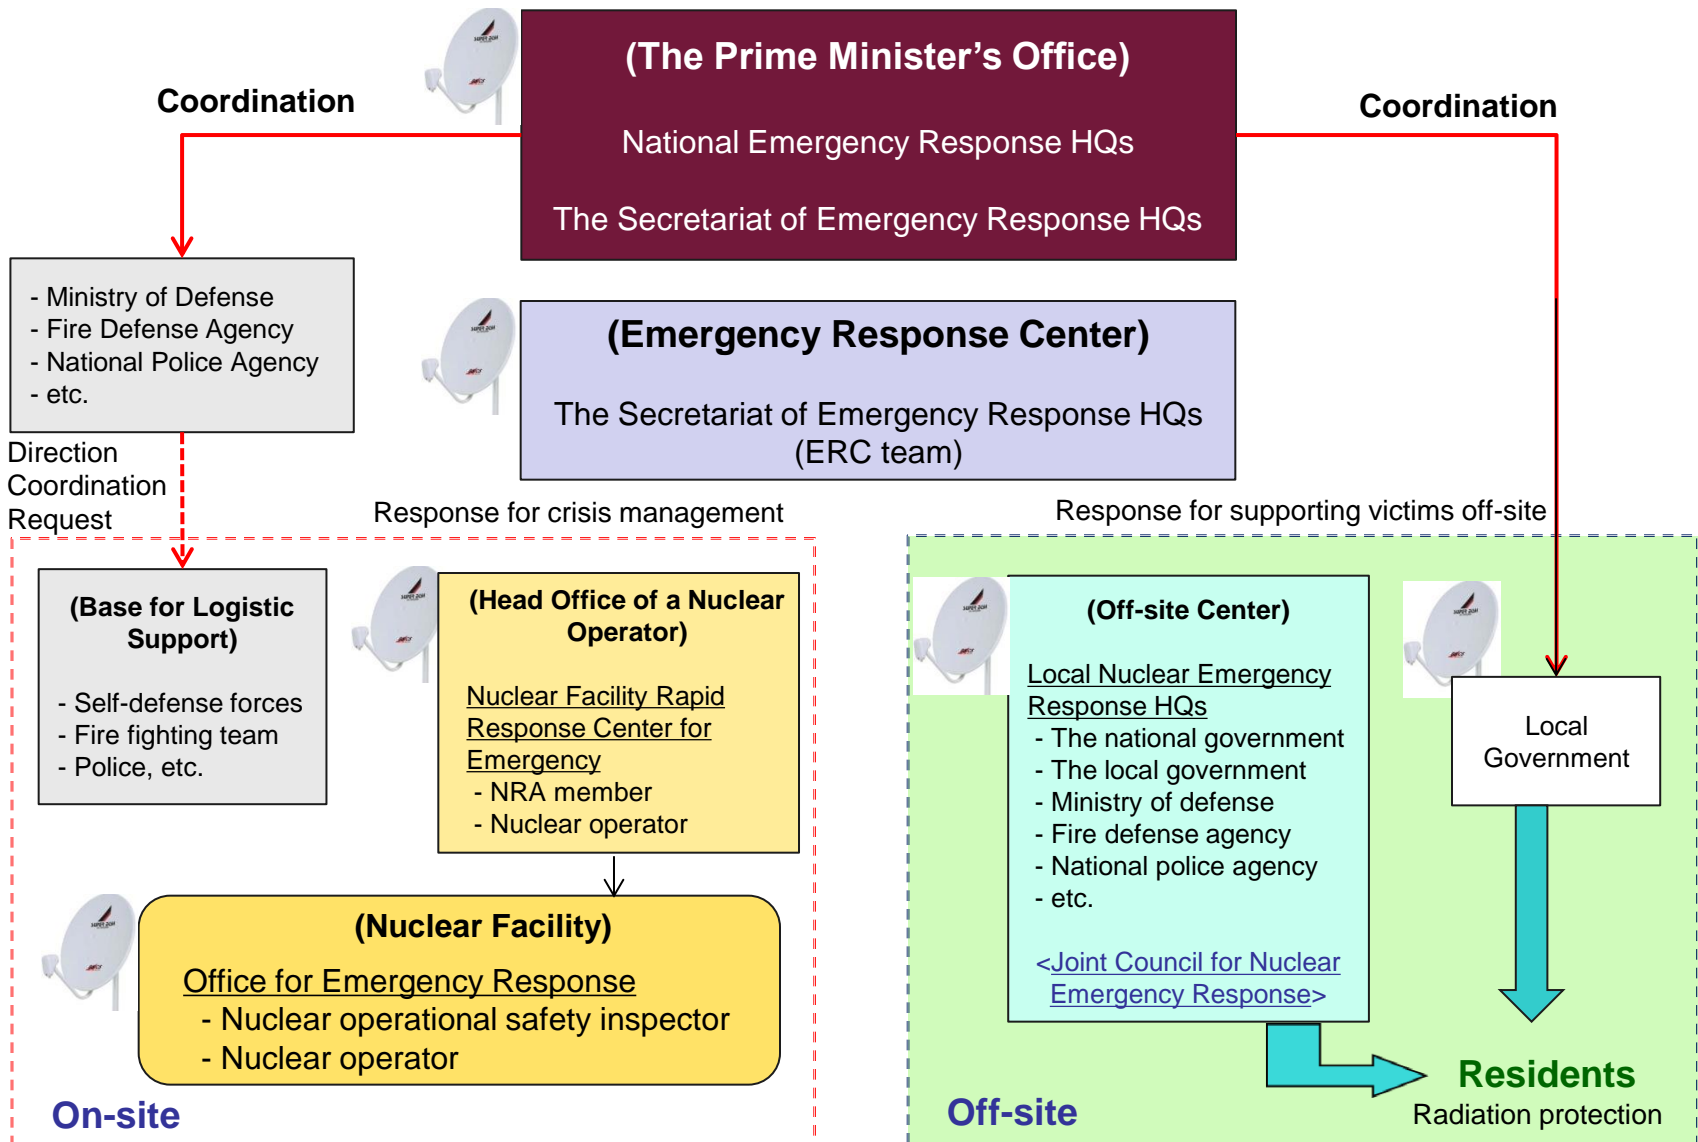 (The Prime Minister's Office)
Coordination
Coordination
National Emergency Response HQs
The Secretariat of Emergency Response HQs
- Ministry of Defense
- Fire Defense Agency
- National Police Agency
- etc.
(Emergency Response Center)
The Secretariat of Emergency Response HQs
(ERC team)
Direction
Coordination
Request
Response for crisis management
Response for supporting victims off-site
(Base for Logistic
Support)
- Self-defense forces
- Fire fighting team
- Police, etc.
(Head Office of a Nuclear
Operator)
Nuclear Facility Rapid
Response Center for
Emergency
- NRA member
- Nuclear operator
(Nuclear Facility)
Office for Emergency Response
- Nuclear operational safety inspector
- Nuclear operator
On-site
(Off-site Center)
Local Nuclear Emergency
Response HQs
- The national government
- The local government
- Ministry of defense
- Fire defense agency
- National police agency
- etc.
<Joint Council for Nuclear
Emergency Response>
Local
Government
Residents
Radiation protection
Off-site